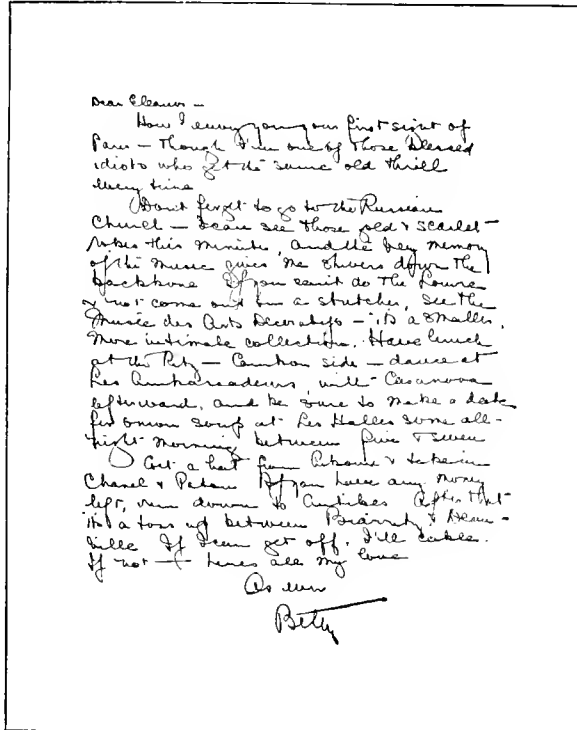 Dear Eleanor –
How I envy you your first sight of
Paris – Though I'm one of those blessed
idiots who get the same old thrill
every time
Don't forget to go to the Russian
Church – I can see those gold & scarlet
robes this minute, and the very memory
of the music gives me shivers down the
backbone If you can't do the Louvre
& not come out on a stretcher, see the
Musée des Arts Decoratifs – its a smaller,
more intimate collection. Have lunch
at the Ritz – Cambon side – dance at
Les Ambassadeurs, with Casanova
afterward, and be sure to make a date
for onion soup at Les Halles some all-
night morning between five & seven
Get a hat from & take in
Chanel & Patou If you have any money
left, run down to Antibes After that
its a toss up between Biarritz & Deau-
ville If I can get off, I'll cable.
If not – heres all my love
As ever
Betty